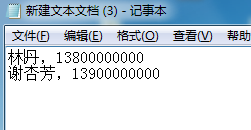 新建文本文档 (3) - 记事本
文件(F) 编辑(E) 格式(O) 查看(V) 帮助
林丹，13800000000
谢杏芳，13900000000